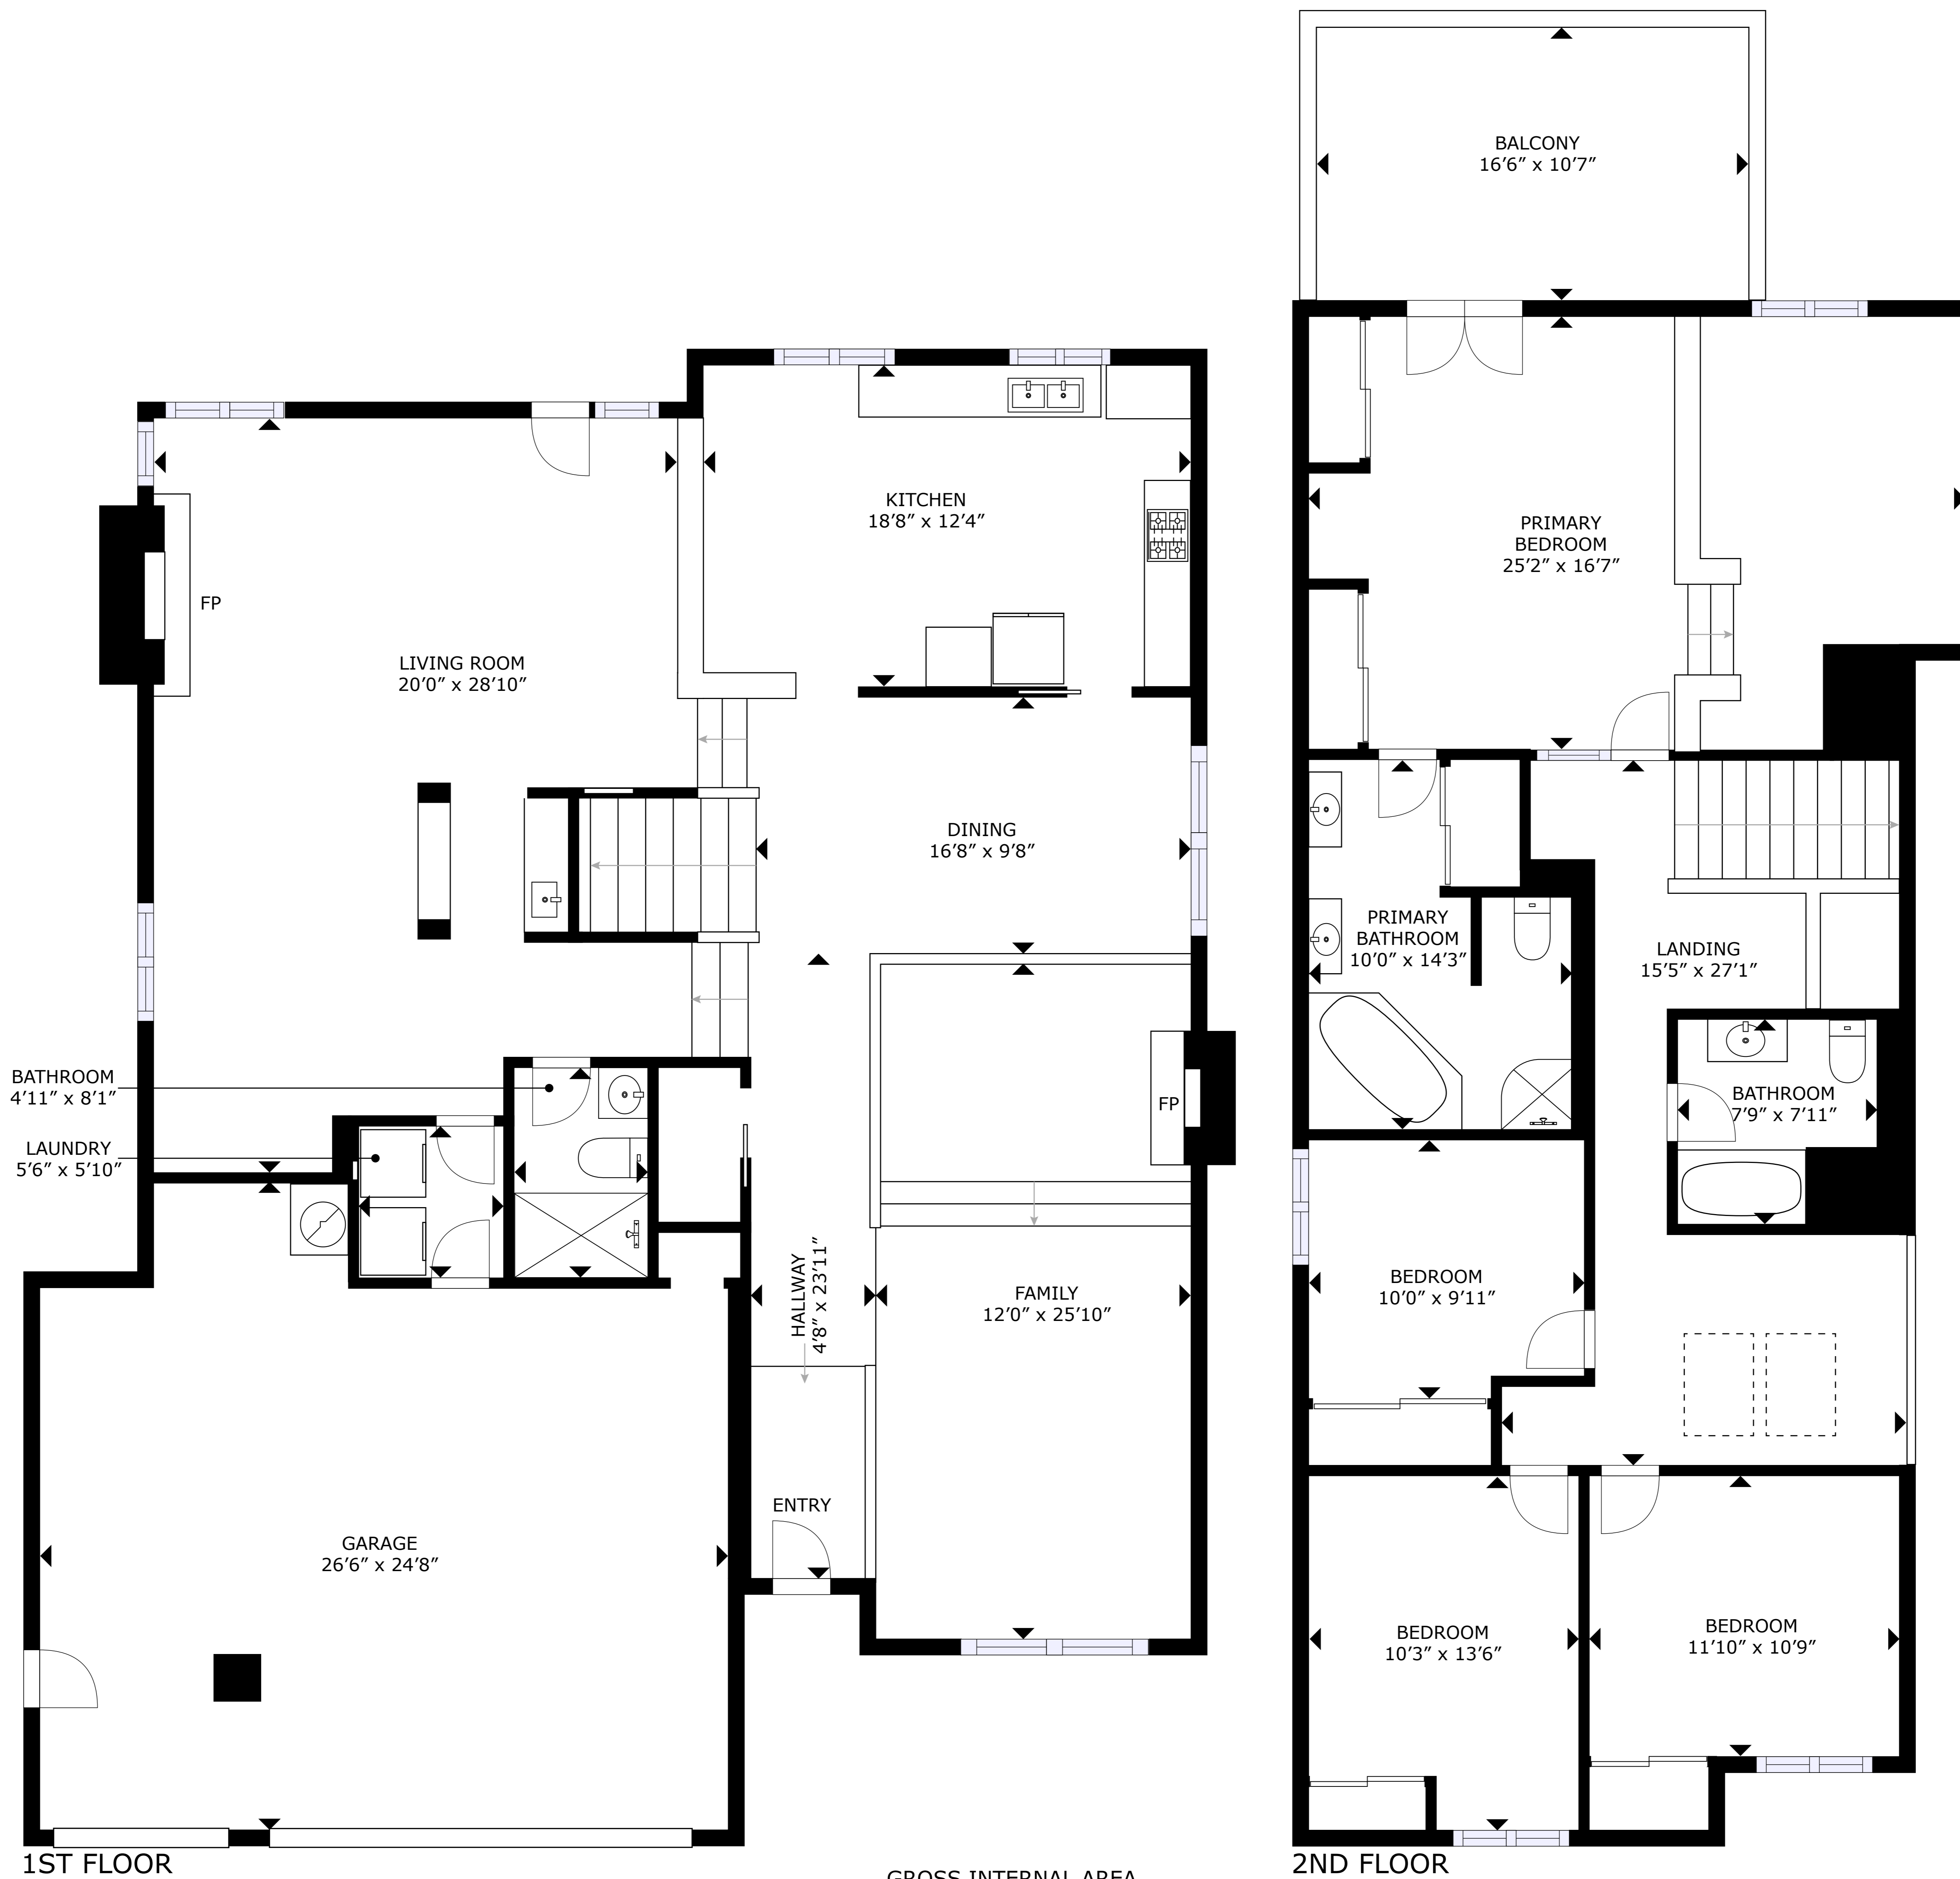 BALCONY
16'6" x 10'7"
KITCHEN
18'8" x 12'4"
PRIMARY
BEDROOM
25'2" x 16'7"
FP
LIVING ROOM
20'0" x 28'10"
DINING
16'8" x 9'8"
PRIMARY
BATHROOM
10'0" x 14'3"
LANDING
15'5" x 27'1"
BATHROOM
4'11" x 8'1"
FP
BATHROOM
7'9" x 7'11"
LAUNDRY
5'6" x 5'10"
HALLWAY
4'8" x 23'11"
FAMILY
12'0" x 25'10"
BEDROOM
10'0" x 9'11"
ENTRY
GARAGE
26'6" x 24'8"
BEDROOM
10'3" x 13'6"
BEDROOM
11'10" x 10'9"
1ST FLOOR
2ND FLOOR
GROSS INTERNAL AREA